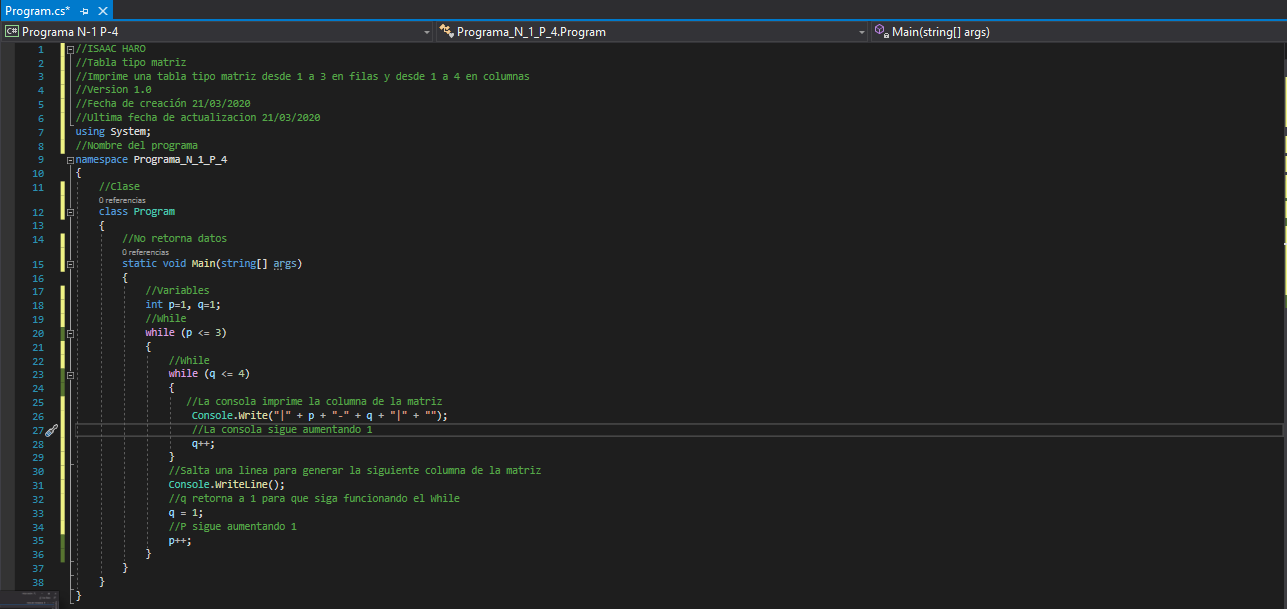 Program.cs*
C# Programa N-1 P-4 Programa_N_1_P_4.Program Main(string[] args)
1 //ISAAC HARO
2 //Tabla tipo matriz
3 //Imprime una tabla tipo matriz desde 1 a 3 en filas y desde 1 a 4 en columnas
4 //Version 1.0
5 //Fecha de creación 21/03/2020
6 //Ultima fecha de actualizacion 21/03/2020
7 using System;
8 //Nombre del programa
9 namespace Programa_N_1_P_4
10 {
11 //Clase
0 referencias
12 class Program
13 {
14 //No retorna datos
0 referencias
15 static void Main(string[] args)
16 {
17 //Variables
18 int p=1, q=1;
19 //While
20 while (p <= 3)
21 {
22 //While
23 while (q <= 4)
24 {
25 //La consola imprime la columna de la matriz
26 Console.Write("|" + p + "-" + q + "|" + "");
27 //La consola sigue aumentando 1
28 q++;
29 }
30 //Salta una linea para generar la siguiente columna de la matriz
31 Console.WriteLine();
32 //q retorna a 1 para que siga funcionando el While
33 q = 1;
34 //P sigue aumentando 1
35 p++;
36 }
37 }
38 }
}